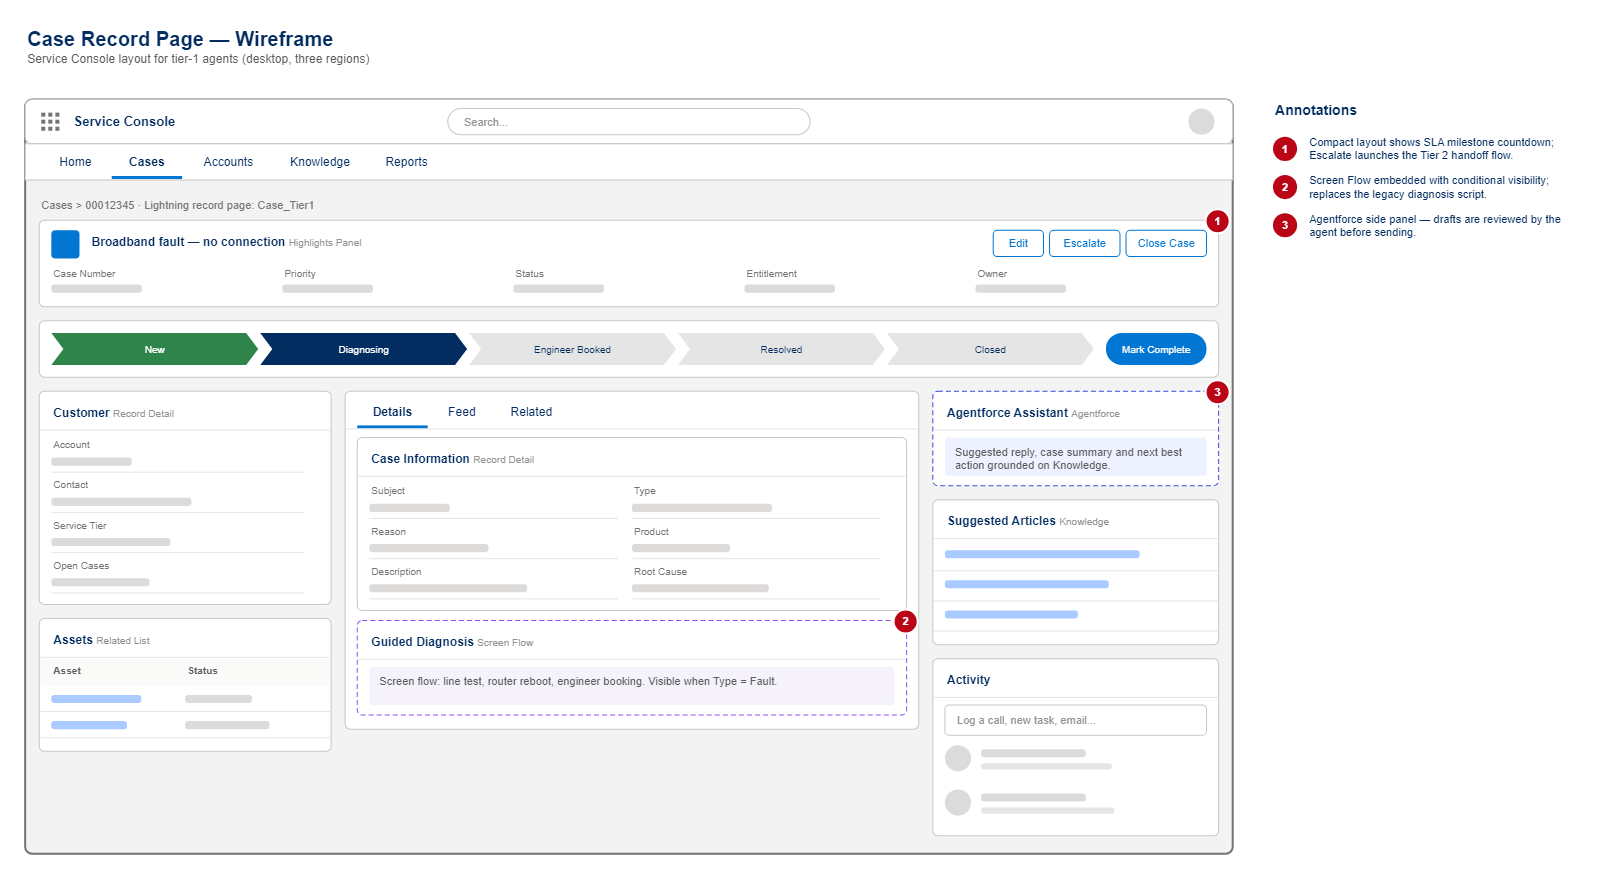 Case Record Page — Wireframe
Service Console layout for tier-1 agents (desktop, three regions)
Service Console
Search...
Home Cases Accounts Knowledge Reports
Cases > 00012345 · Lightning record page: Case_Tier1
1
Broadband fault — no connection Highlights Panel
Edit Escalate Close Case
Case Number Priority Status Entitlement Owner
New Diagnosing Engineer Booked Resolved Closed Mark Complete
Customer Record Detail
Account
Contact
Service Tier
Open Cases
Assets Related List
Asset Status
Details Feed Related
Case Information Record Detail
Subject Type
Reason Product
Description Root Cause
2
Guided Diagnosis Screen Flow
Screen flow: line test, router reboot, engineer booking. Visible when Type = Fault.
3
Agentforce Assistant Agentforce
Suggested reply, case summary and next best
action grounded on Knowledge.
Suggested Articles Knowledge
Activity
Log a call, new task, email...
Annotations
1 Compact layout shows SLA milestone countdown;
Escalate launches the Tier 2 handoff flow.
2 Screen Flow embedded with conditional visibility;
replaces the legacy diagnosis script.
3 Agentforce side panel — drafts are reviewed by the
agent before sending.